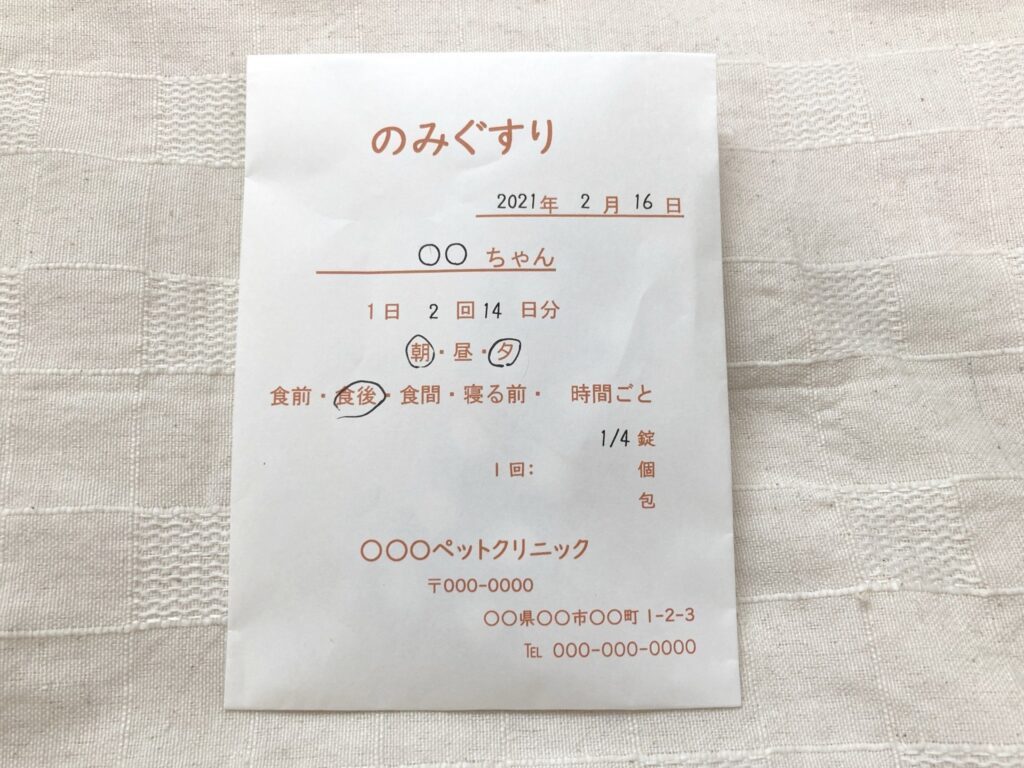 のみぐすり
2021年 2月 16日
〇〇 ちゃん
1日 2 回 14 日分
朝・昼・夕
食前・食後・食間・寝る前・ 時間ごと
1/4 錠
1回: 個
包
〇〇〇ペットクリニック
〒000-0000
〇〇県〇〇市〇〇町 1-2-3
℡ 000-000-0000